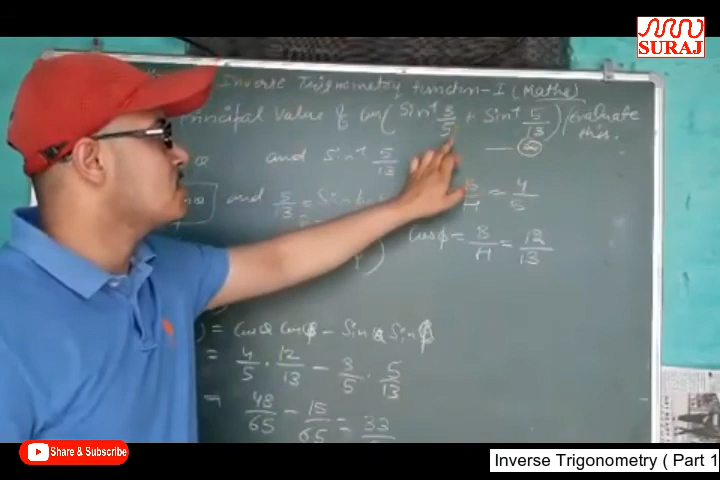 SURAJ
Inverse Trigonometry function-I (Maths)
principal value of cos(Sin⁻¹ 3/5 + Sin⁻¹ 5/13) / evaluate this.
and Sin⁻¹ 5/13
and 5/13 = Sin
B/H = 4/5
Cosφ = B/H = 12/13
) = Cosθ Cosφ - Sinθ Sinφ
= 4/5 . 12/13 - 3/5 . 5/13
= 48/65 - 15/65 = 33
Share & Subscribe
Inverse Trigonometry ( Part 1